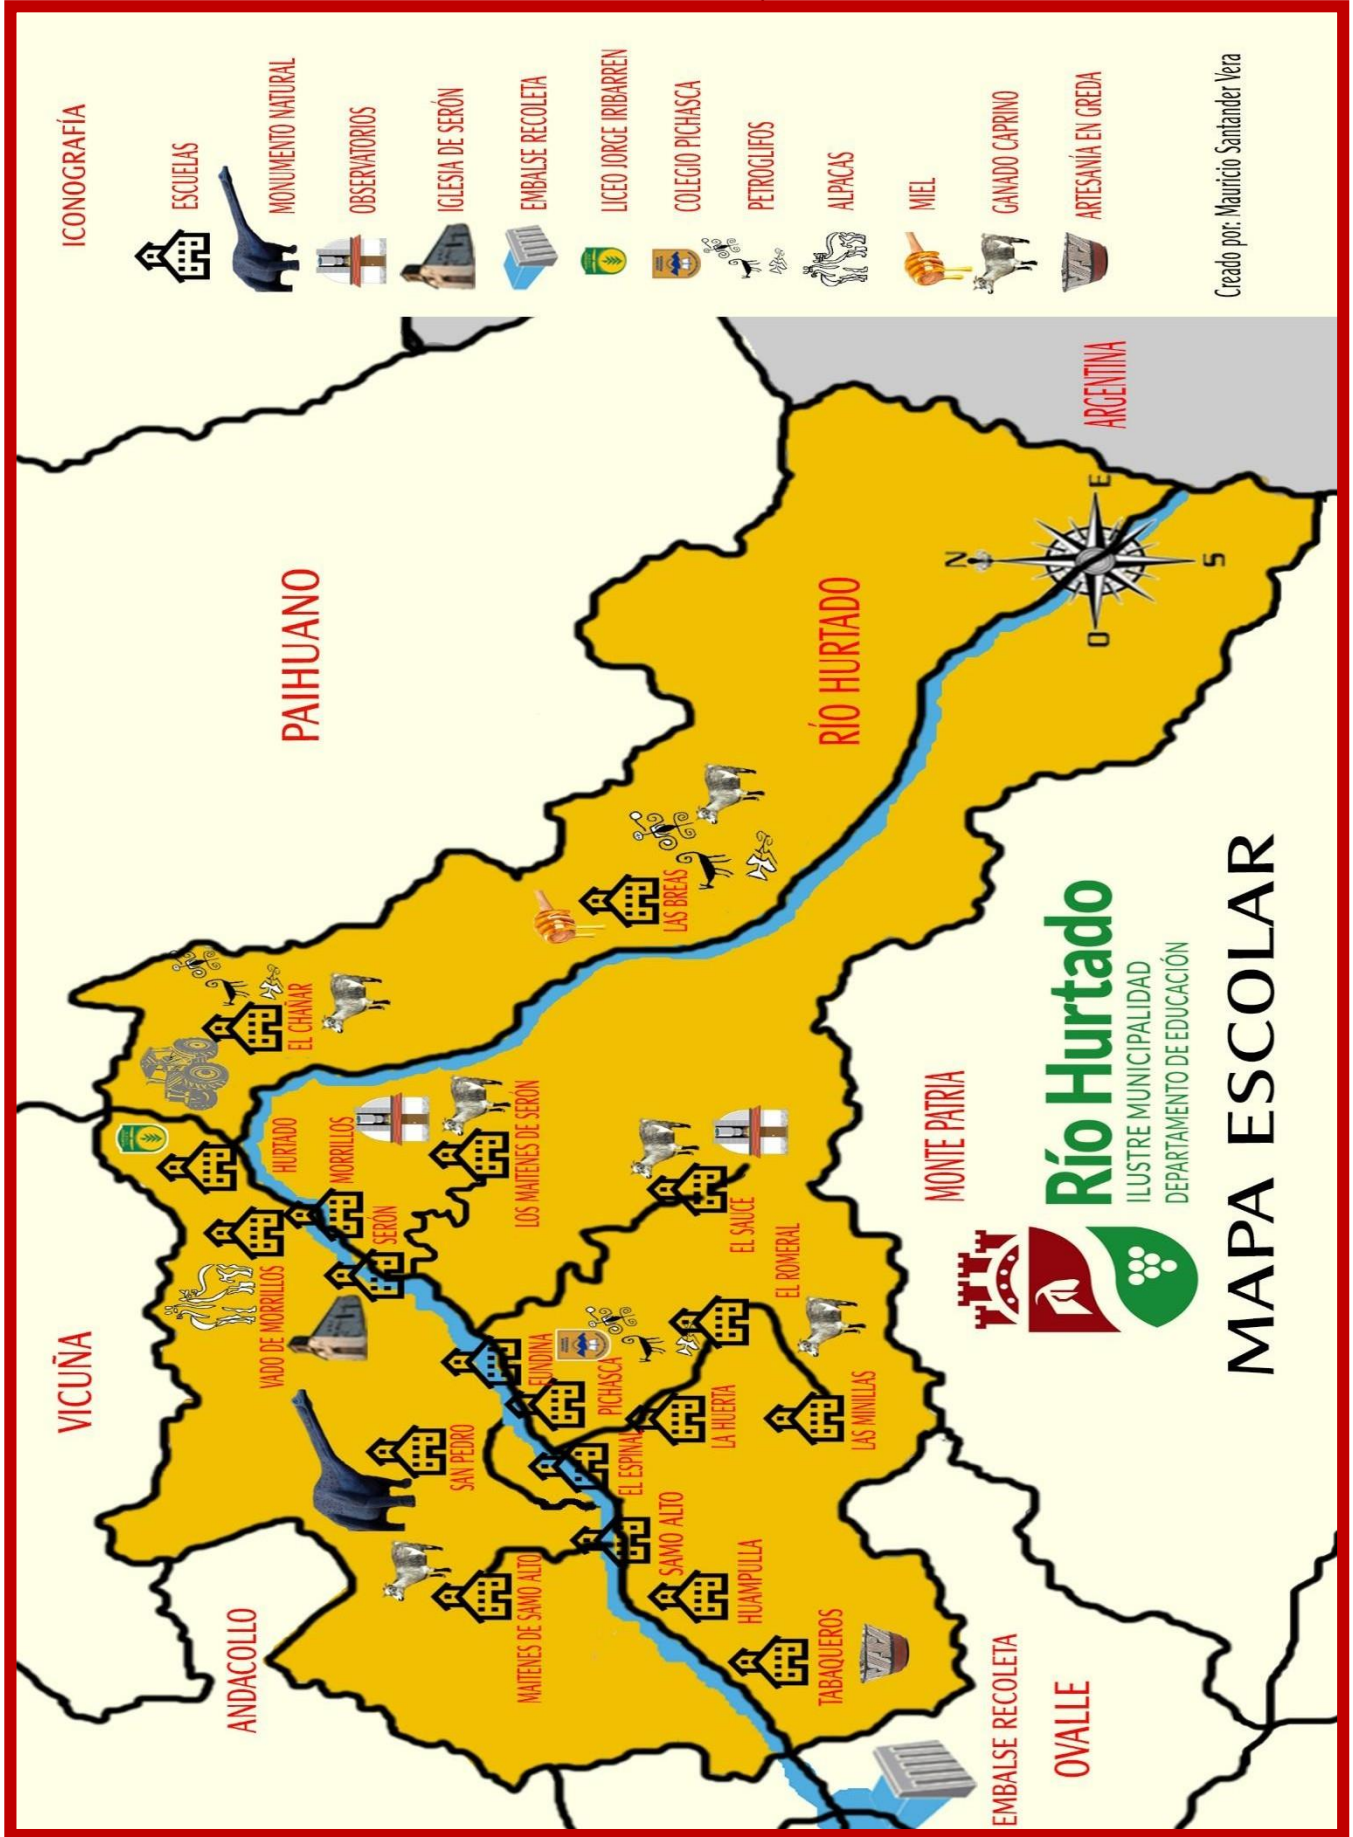 VICUÑA
PAIHUANO
ANDACOLLO
EL CHAÑAR
HURTADO
MORRILLOS
VADO DE MORRILLOS
SERÓN
LOS MAITENES DE SERÓN
LAS BREAS
SAN PEDRO
FUNDINA
PICHASCA
EL ESPINAL
MAITENES DE SAMO ALTO
SAMO ALTO
LA HUERTA
HUAMPULLA
EL SAUCE
EL ROMERAL
LAS MINILLAS
TABAQUEROS
RÍO HURTADO
N
O
E
S
ARGENTINA
MONTE PATRIA
EMBALSE RECOLETA
OVALLE
Río Hurtado
ILUSTRE MUNICIPALIDAD
DEPARTAMENTO DE EDUCACIÓN
MAPA ESCOLAR
ICONOGRAFÍA
ESCUELAS
MONUMENTO NATURAL
OBSERVATORIOS
IGLESIA DE SERÓN
EMBALSE RECOLETA
LICEO JORGE IRIBARREN
COLEGIO PICHASCA
PETROGLIFOS
ALPACAS
MIEL
GANADO CAPRINO
ARTESANÍA EN GREDA
Creado por: Mauricio Santander Vera